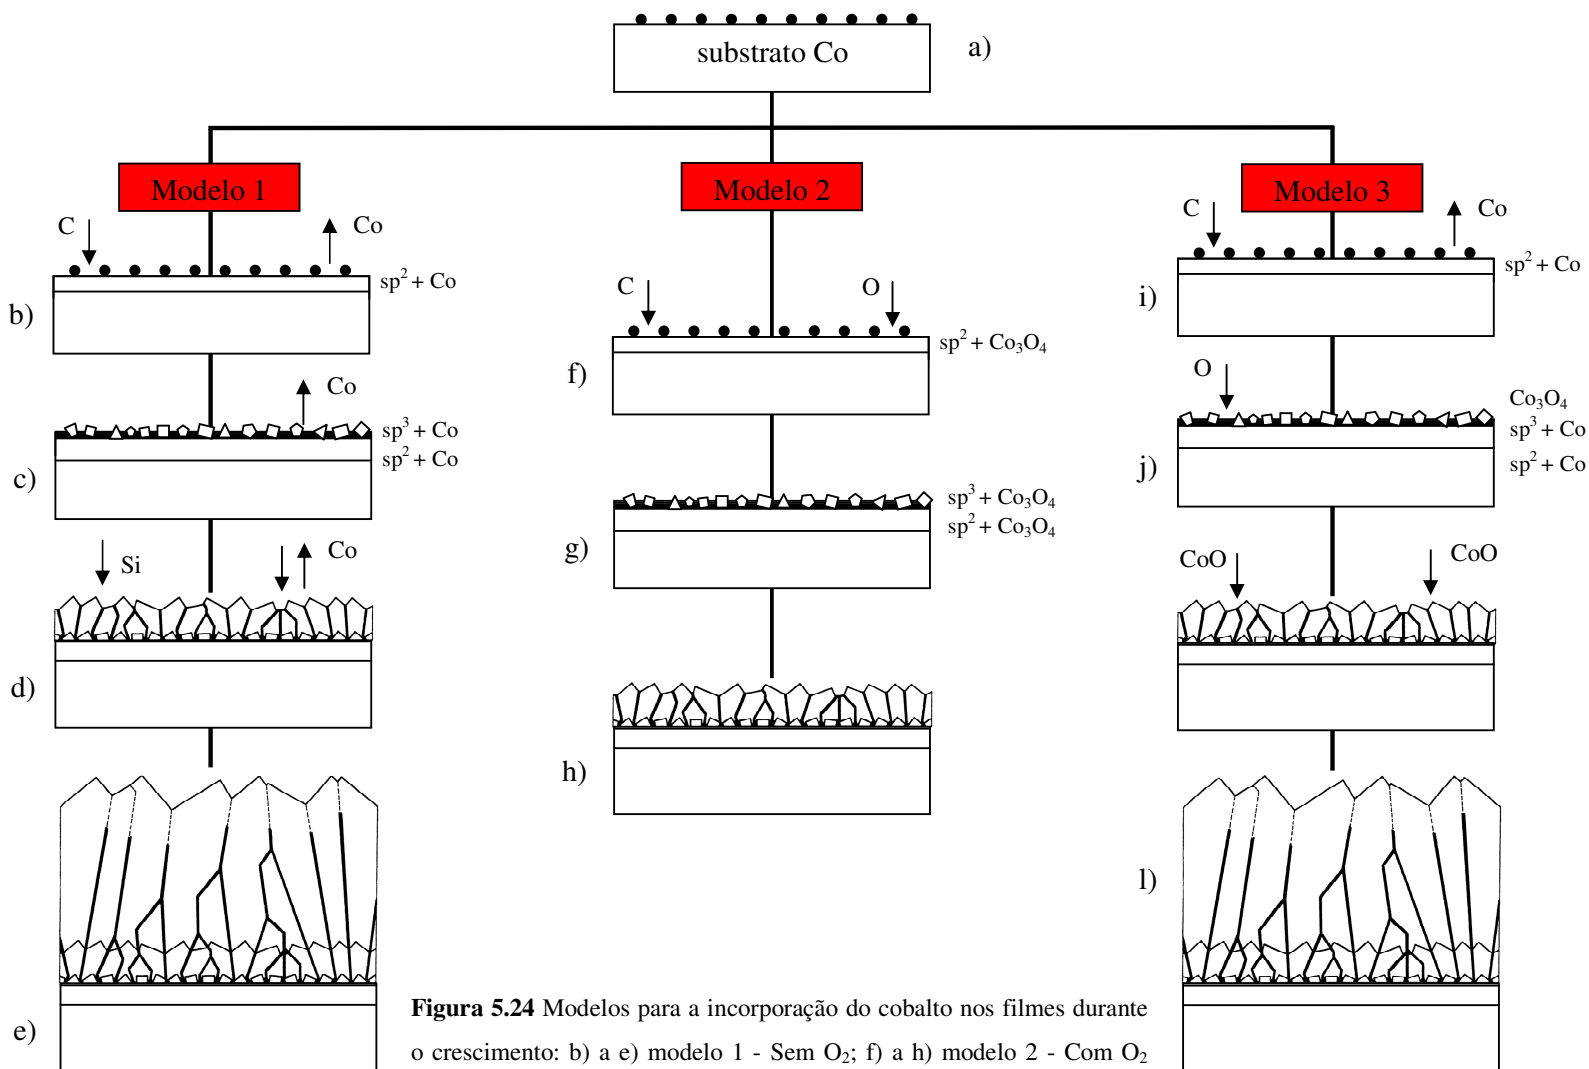 substrato Co
a)
Modelo 1
C
Co
sp² + Co
b)
Co
sp³ + Co
sp² + Co
c)
Si
Co
d)
e)
Modelo 2
C
O
sp² + Co₃O₄
f)
sp³ + Co₃O₄
sp² + Co₃O₄
g)
h)
Modelo 3
C
Co
sp² + Co
i)
O
Co₃O₄
sp³ + Co
sp² + Co
j)
CoO
CoO
l)
Figura 5.24 Modelos para a incorporação do cobalto nos filmes durante
o crescimento: b) a e) modelo 1 - Sem O₂; f) a h) modelo 2 - Com O₂